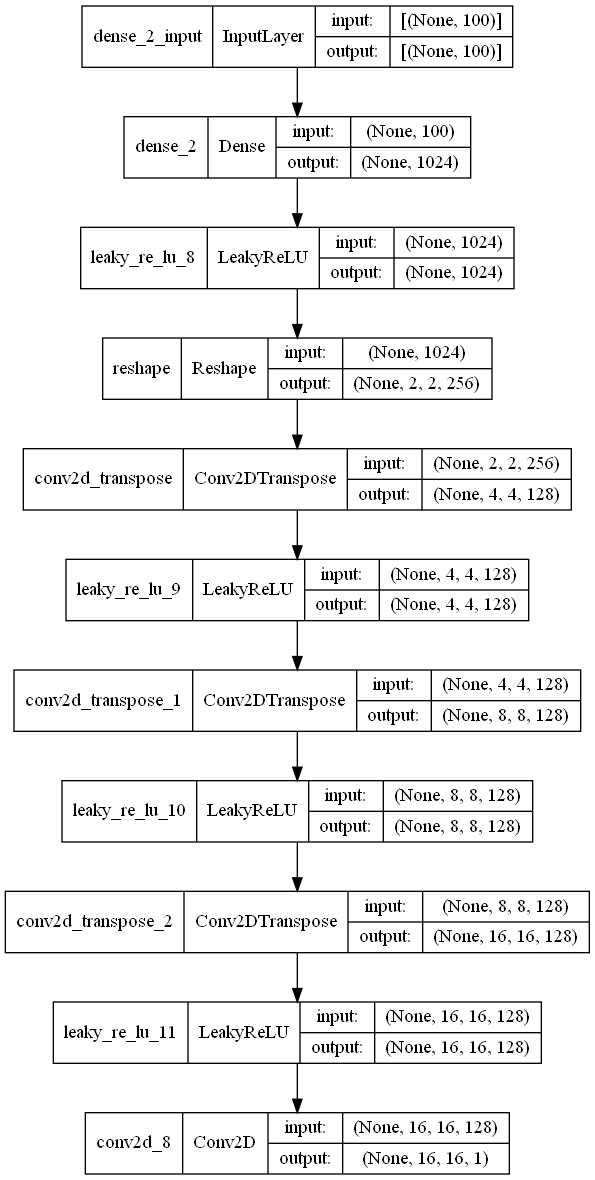 dense_2_input InputLayer input: [(None, 100)]
output: [(None, 100)]
dense_2 Dense input: (None, 100)
output: (None, 1024)
leaky_re_lu_8 LeakyReLU input: (None, 1024)
output: (None, 1024)
reshape Reshape input: (None, 1024)
output: (None, 2, 2, 256)
conv2d_transpose Conv2DTranspose input: (None, 2, 2, 256)
output: (None, 4, 4, 128)
leaky_re_lu_9 LeakyReLU input: (None, 4, 4, 128)
output: (None, 4, 4, 128)
conv2d_transpose_1 Conv2DTranspose input: (None, 4, 4, 128)
output: (None, 8, 8, 128)
leaky_re_lu_10 LeakyReLU input: (None, 8, 8, 128)
output: (None, 8, 8, 128)
conv2d_transpose_2 Conv2DTranspose input: (None, 8, 8, 128)
output: (None, 16, 16, 128)
leaky_re_lu_11 LeakyReLU input: (None, 16, 16, 128)
output: (None, 16, 16, 128)
conv2d_8 Conv2D input: (None, 16, 16, 128)
output: (None, 16, 16, 1)